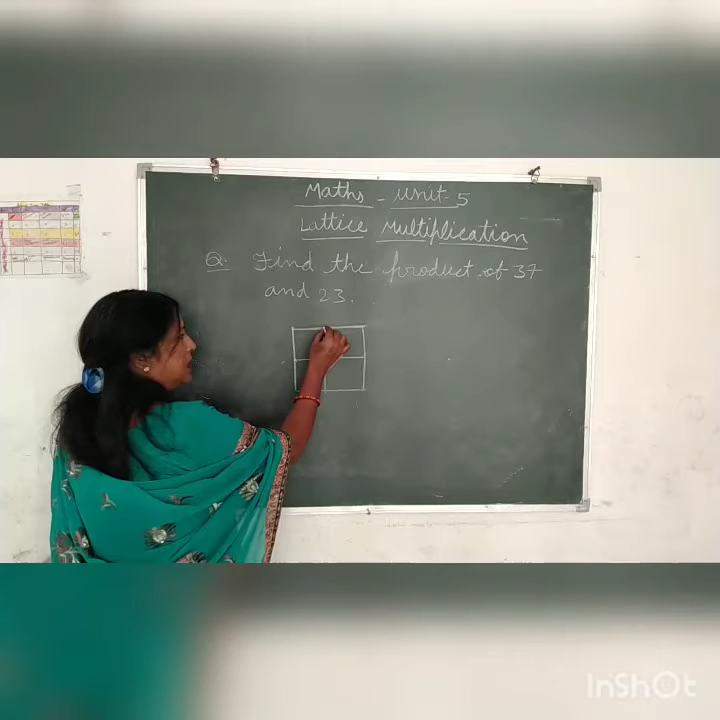 Maths - Unit - 5
Lattice Multiplication
Q. Find the product of 37
and 23.
InShOt